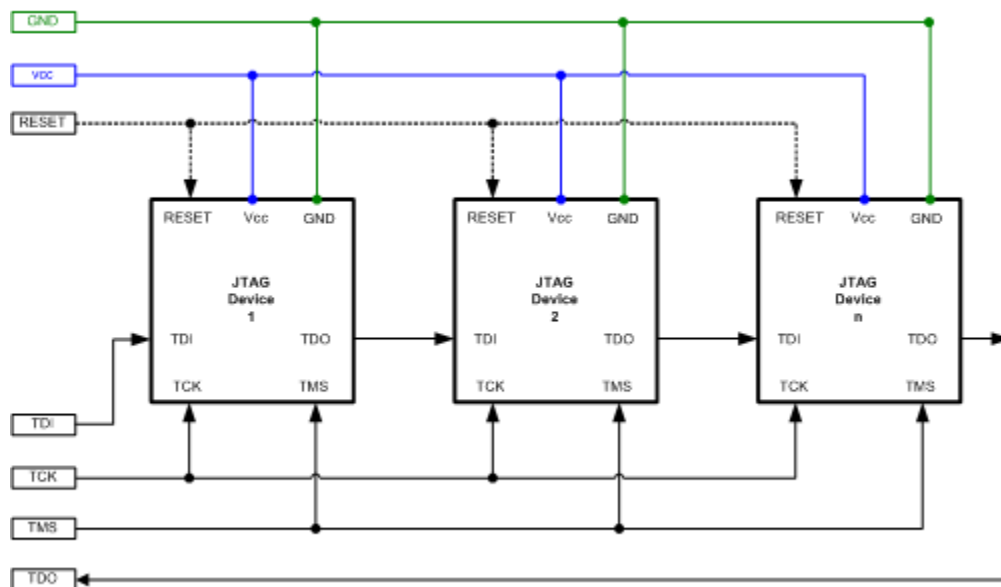 GND
vcc
RESET
RESET Vcc GND
RESET Vcc GND
RESET Vcc GND
JTAG
Device
1
JTAG
Device
2
JTAG
Device
n
TDI TDO
TDI TDO
TDI TDO
TCK TMS
TCK TMS
TCK TMS
TDI
TCK
TMS
TDO